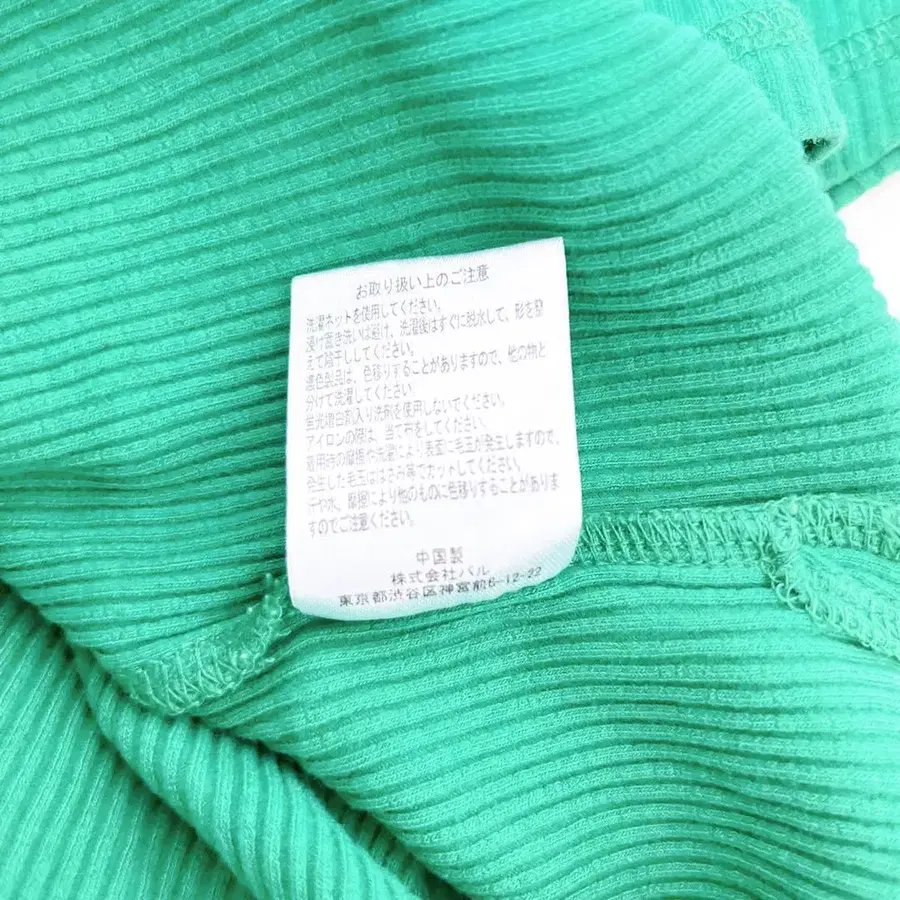 お取り扱い上のご注意
洗濯ネットを使用してください。
浸け置き洗いは避け、洗濯後はすぐに脱水して、形を整
えて陰干ししてください。
濃色製品は、色移りすることがありますので、他の物と
分けて洗濯してください。
蛍光増白剤入り洗剤を使用しないでください。
アイロンの際は、当て布をしてください。
着用時の摩擦や洗濯により表面に毛玉が発生しますので、
発生した毛玉ははさみ等でカットしてください。
汗や水、摩擦により他のものに色移りすることがありま
すのでご注意ください。
中国製
株式会社パル
東京都渋谷区神宮前6-12-22